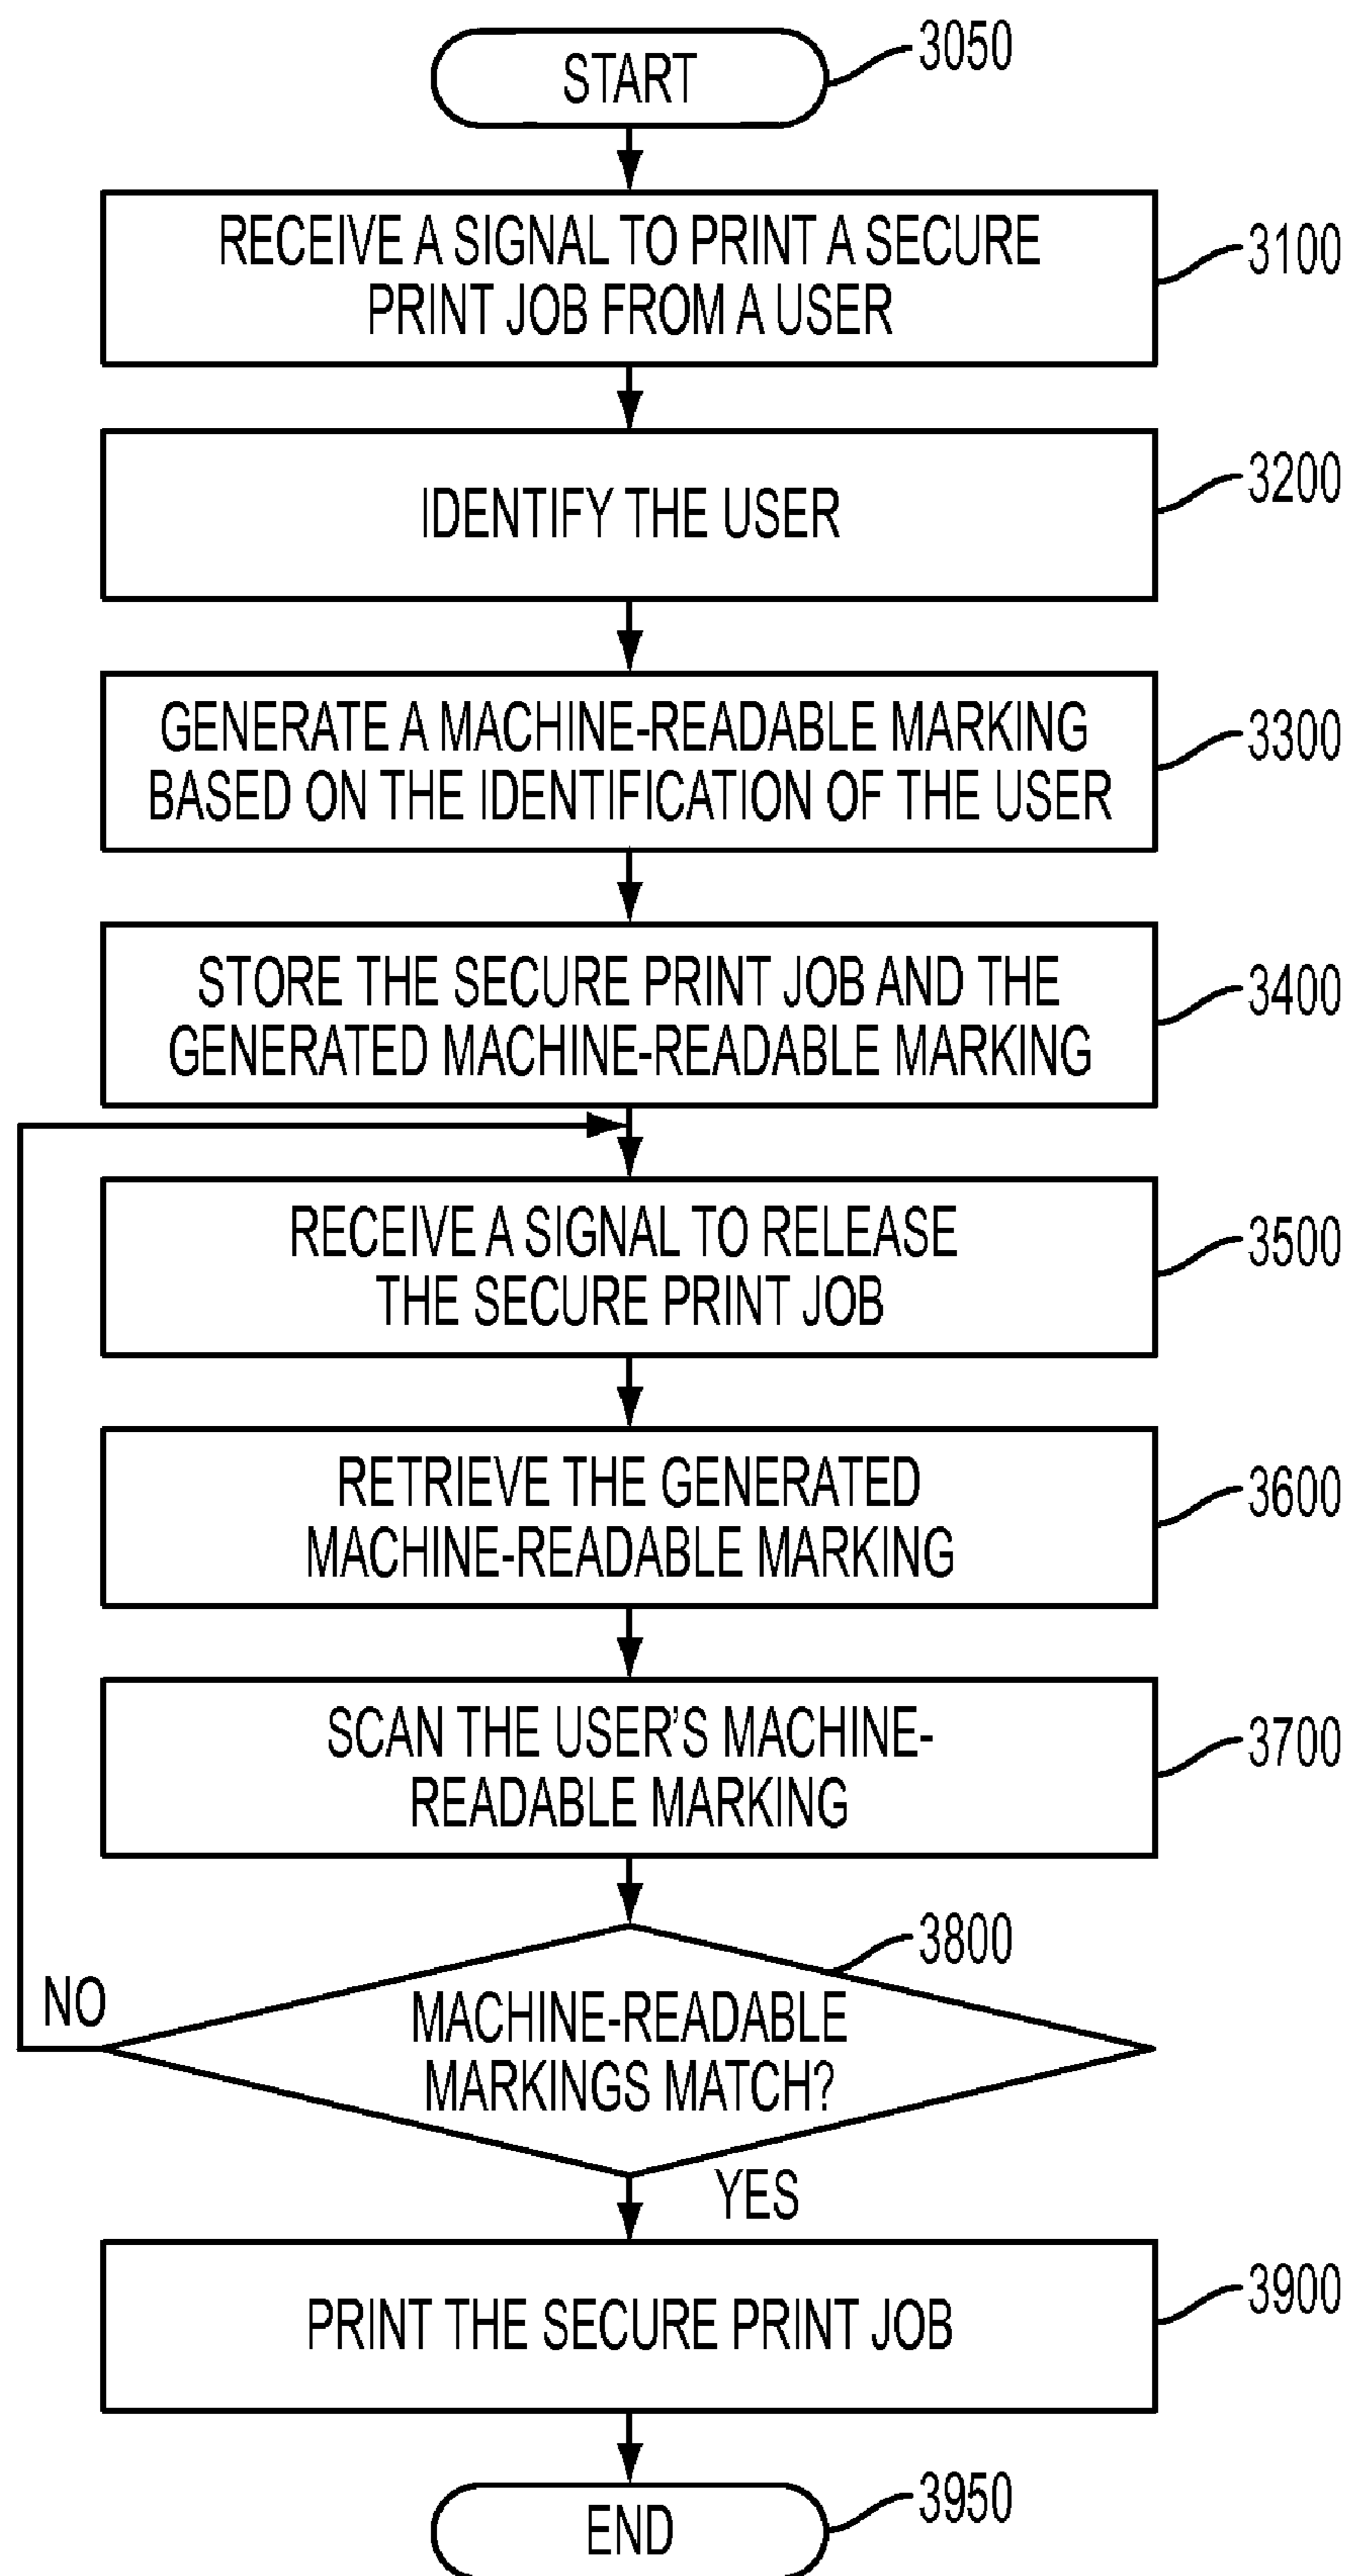 START
3050
RECEIVE A SIGNAL TO PRINT A SECURE
PRINT JOB FROM A USER
3100
IDENTIFY THE USER
3200
GENERATE A MACHINE-READABLE MARKING
BASED ON THE IDENTIFICATION OF THE USER
3300
STORE THE SECURE PRINT JOB AND THE
GENERATED MACHINE-READABLE MARKING
3400
RECEIVE A SIGNAL TO RELEASE
THE SECURE PRINT JOB
3500
RETRIEVE THE GENERATED
MACHINE-READABLE MARKING
3600
SCAN THE USER'S MACHINE-
READABLE MARKING
3700
3800
NO
MACHINE-READABLE
MARKINGS MATCH?
YES
PRINT THE SECURE PRINT JOB
3900
END
3950